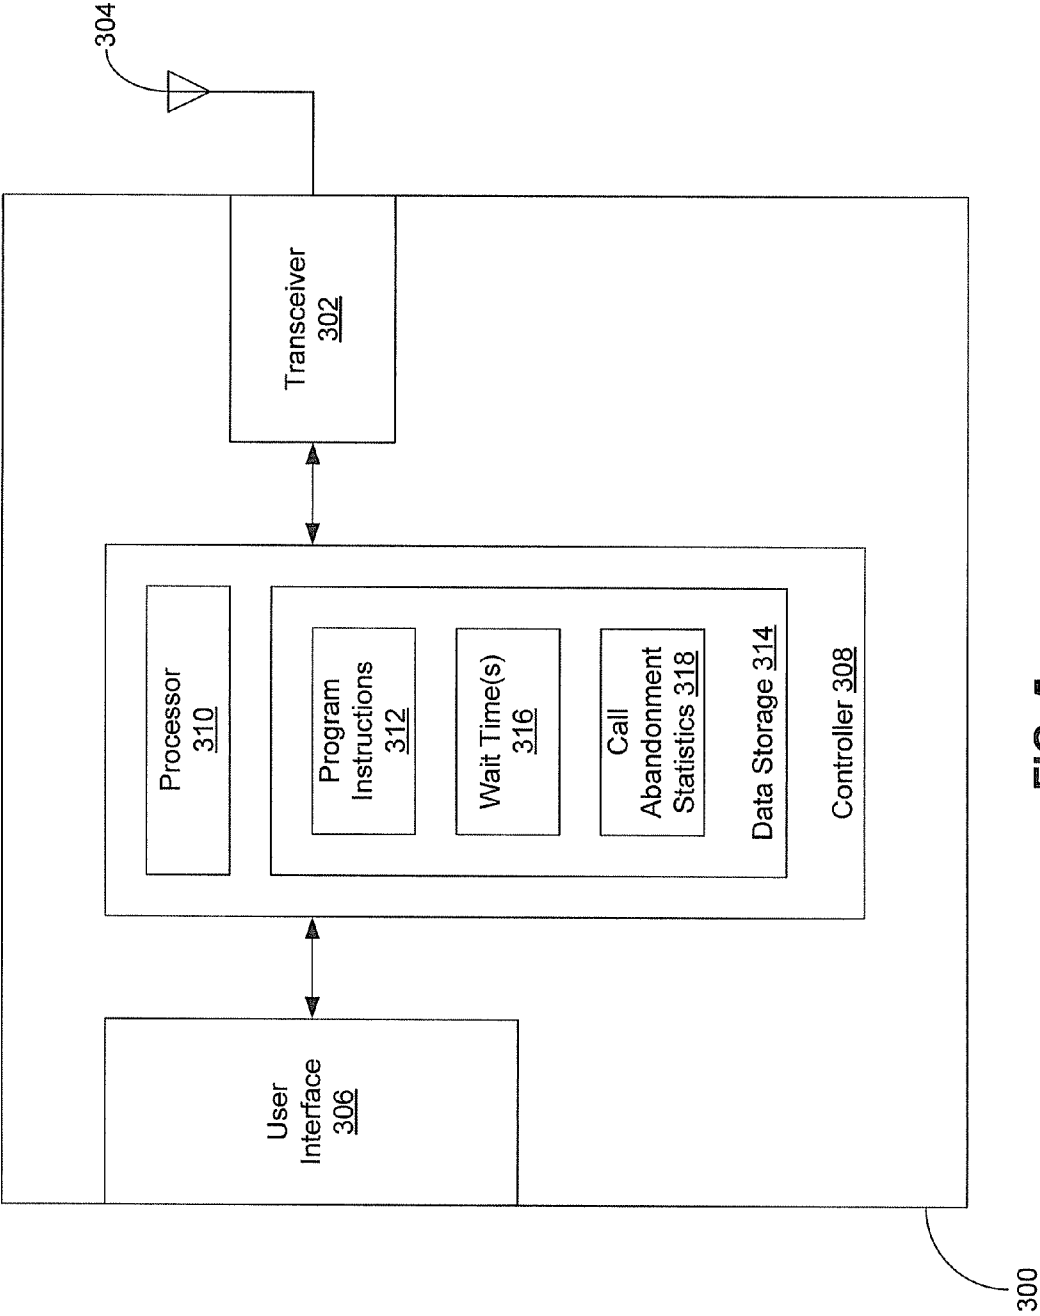 304
Processor
310
User
Interface
306
Transceiver
302
Program
Instructions
312
Wait Time(s)
316
Call
Abandonment
Statistics 318
Data Storage 314
Controller 308
300